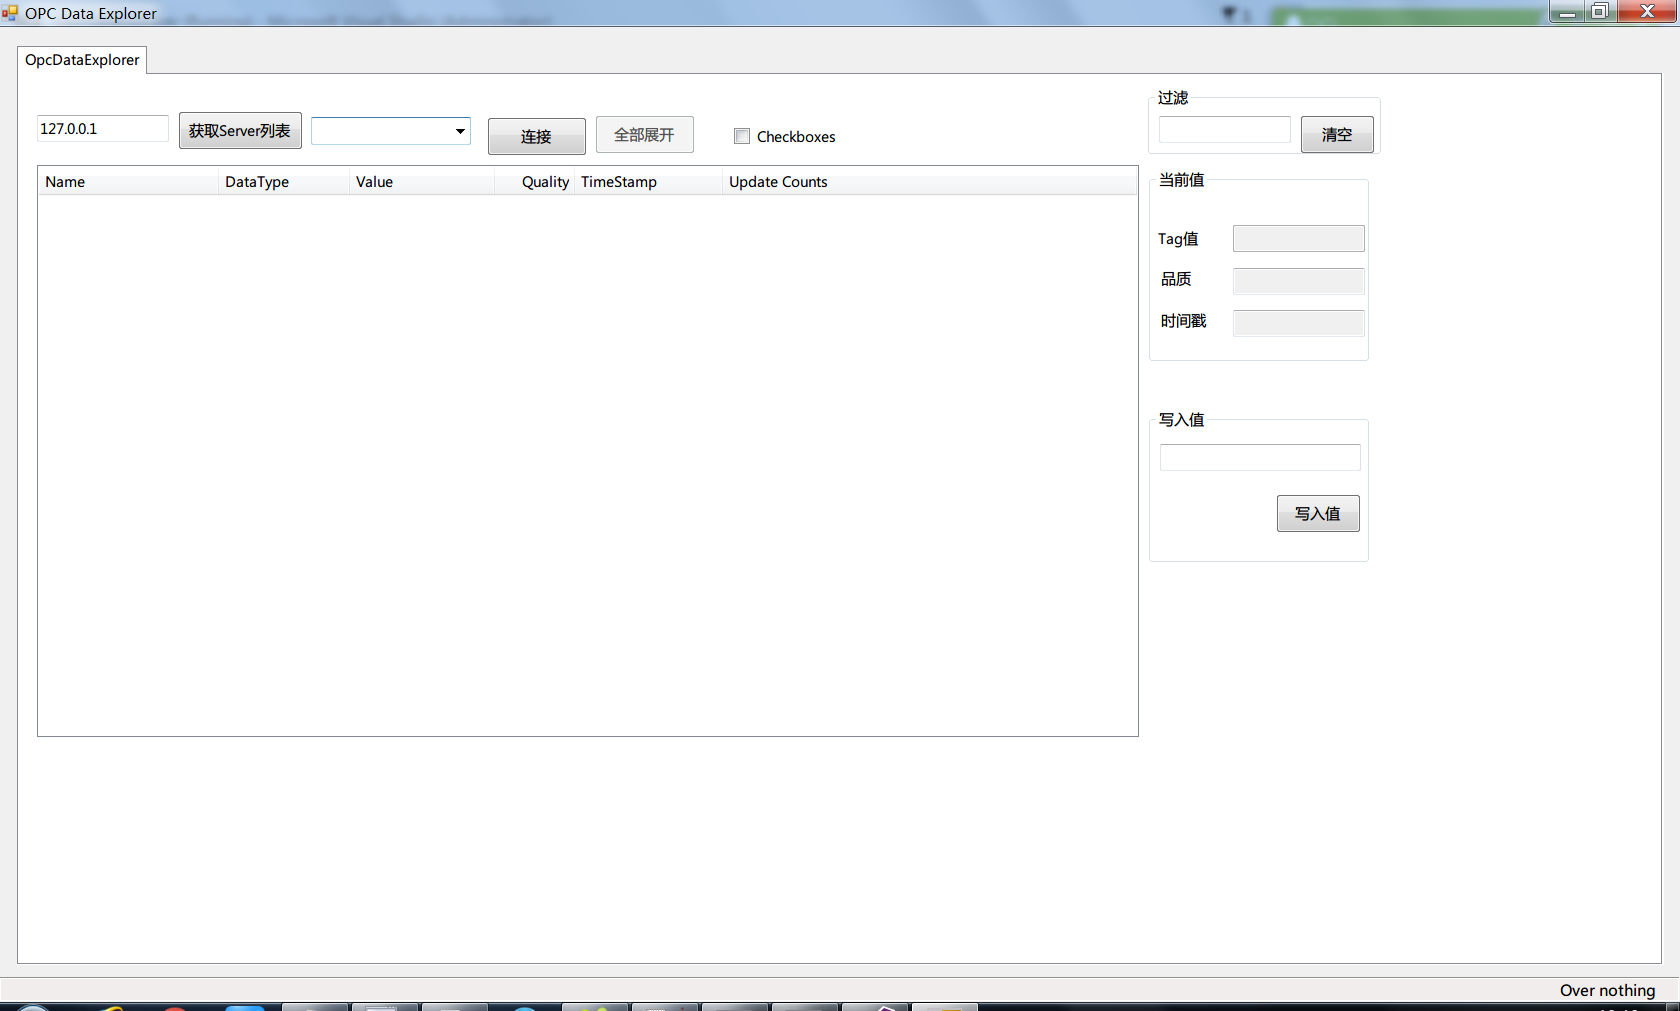 OPC Data Explorer
OpcDataExplorer
127.0.0.1
获取Server列表
连接
全部展开
Checkboxes
Name DataType Value Quality TimeStamp Update Counts
过滤
清空
当前值
Tag值
品质
时间戳
写入值
写入值
Over nothing